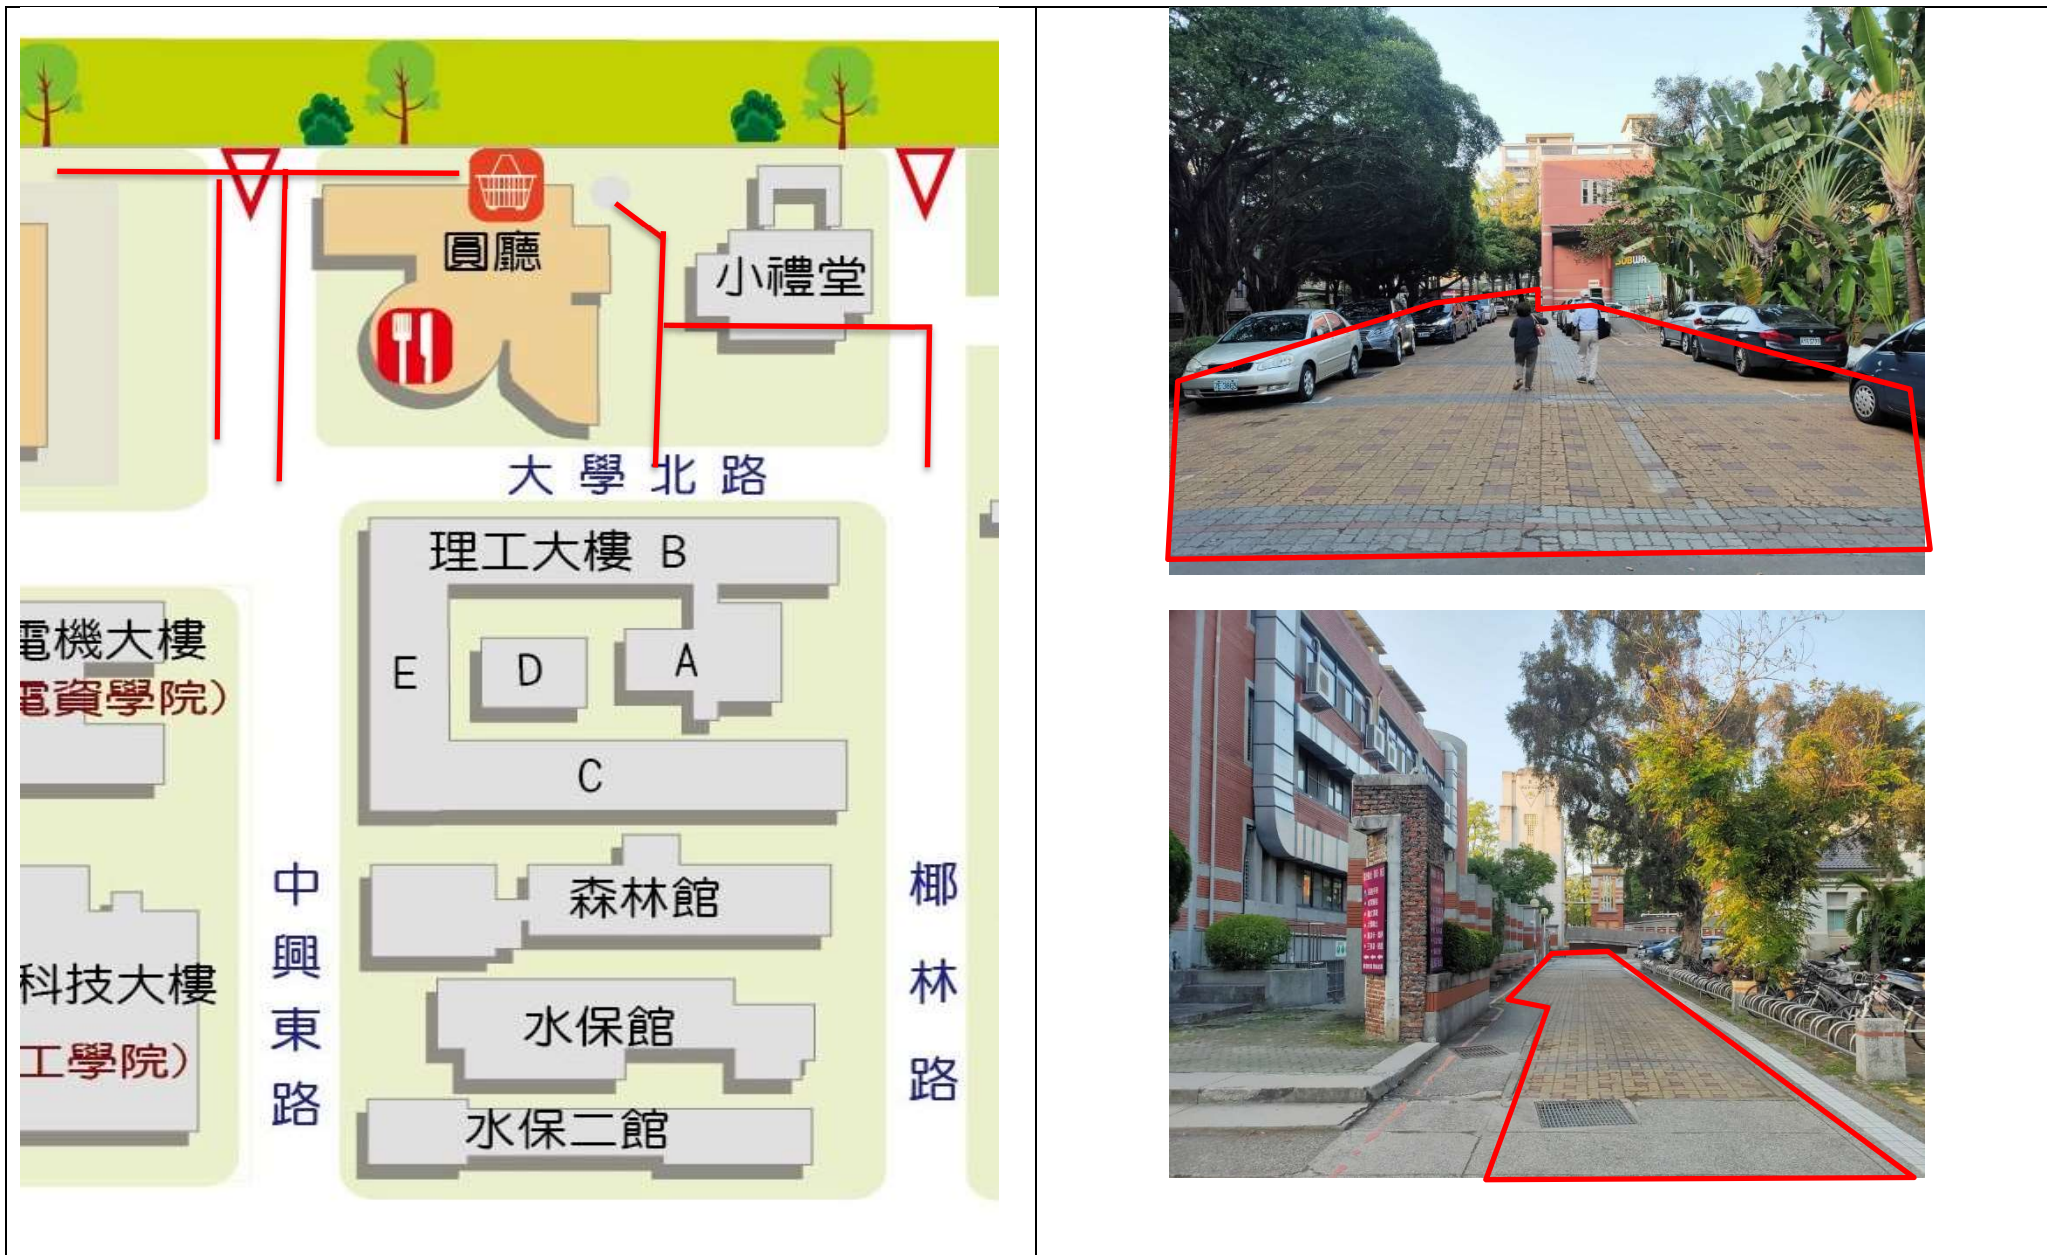 圓廳
小禮堂
大學北路
理工大樓 B
電機大樓
電資學院)
E
D
A
C
中興東路
椰林路
森林館
科技大樓
工學院)
水保館
水保二館
SUBWA